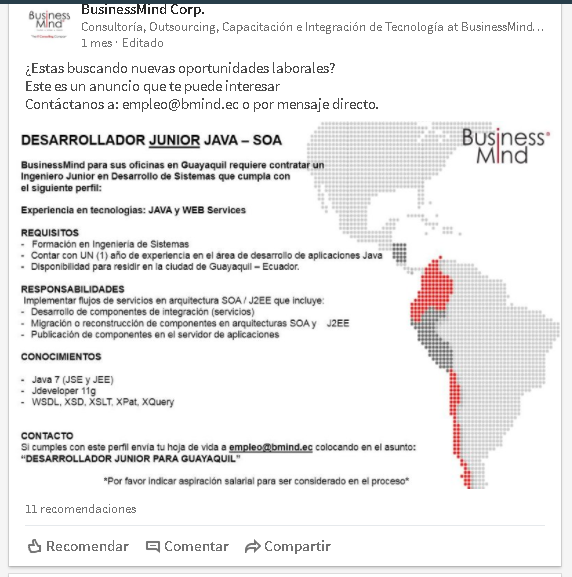 Business
Mind
BusinessMind Corp.
Consultoría, Outsourcing, Capacitación e Integración de Tecnología at BusinessMind...
1 mes · Editado
¿Estas buscando nuevas oportunidades laborales?
Este es un anuncio que te puede interesar
Contáctanos a: empleo@bmind.ec o por mensaje directo.
DESARROLLADOR JUNIOR JAVA – SOA
Business
Mind
BusinessMind para sus oficinas en Guayaquil requiere contratar un
Ingeniero Junior en Desarrollo de Sistemas que cumpla con
el siguiente perfil:
Experiencia en tecnologías: JAVA y WEB Services
REQUISITOS
- Formación en Ingeniería de Sistemas
- Contar con UN (1) año de experiencia en el área de desarrollo de aplicaciones Java
- Disponibilidad para residir en la ciudad de Guayaquil – Ecuador.
RESPONSABILIDADES
Implementar flujos de servicios en arquitectura SOA / J2EE que incluye:
- Desarrollo de componentes de integración (servicios)
- Migración o reconstrucción de componentes en arquitecturas SOA y J2EE
- Publicación de componentes en el servidor de aplicaciones
CONOCIMIENTOS
- Java 7 (JSE y JEE)
- Jdeveloper 11g
- WSDL, XSD, XSLT, XPat, XQuery
CONTACTO
Si cumples con este perfil envía tu hoja de vida a empleo@bmind.ec colocando en el asunto:
“DESARROLLADOR JUNIOR PARA GUAYAQUIL”
*Por favor indicar aspiración salarial para ser considerado en el proceso*
11 recomendaciones
Recomendar Comentar Compartir